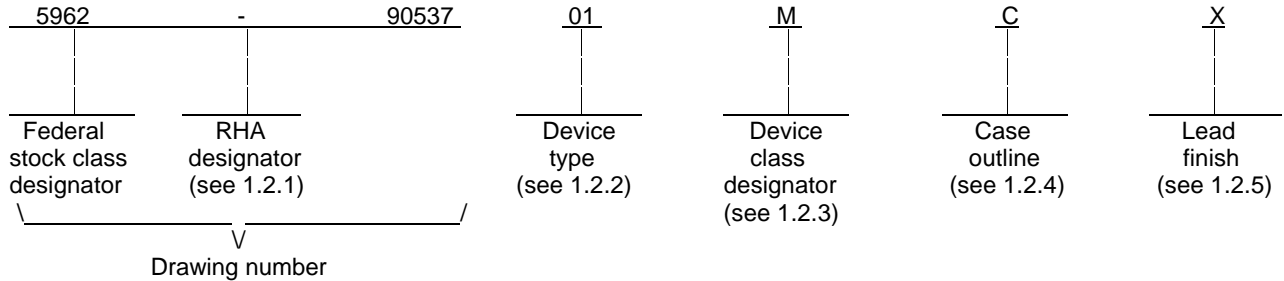 5962 - 90537 01 M C X
Federal stock class designator
RHA designator (see 1.2.1)
Device type (see 1.2.2)
Device class designator (see 1.2.3)
Case outline (see 1.2.4)
Lead finish (see 1.2.5)
Drawing number